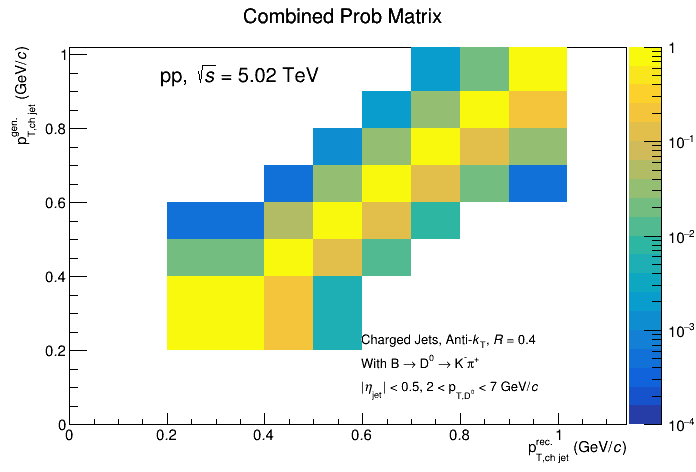 Combined Prob Matrix
p^gen._T,ch jet (GeV/c)
pp, √s = 5.02 TeV
1
0.8
0.6
0.4
0.2
0
1
10⁻¹
10⁻²
10⁻³
10⁻⁴
Charged Jets, Anti-k_T, R = 0.4
With B → D⁰ → K⁻π⁺
|η_jet| < 0.5, 2 < p_T,D⁰ < 7 GeV/c
0 0.2 0.4 0.6 0.8 1
p^rec._T,ch jet (GeV/c)